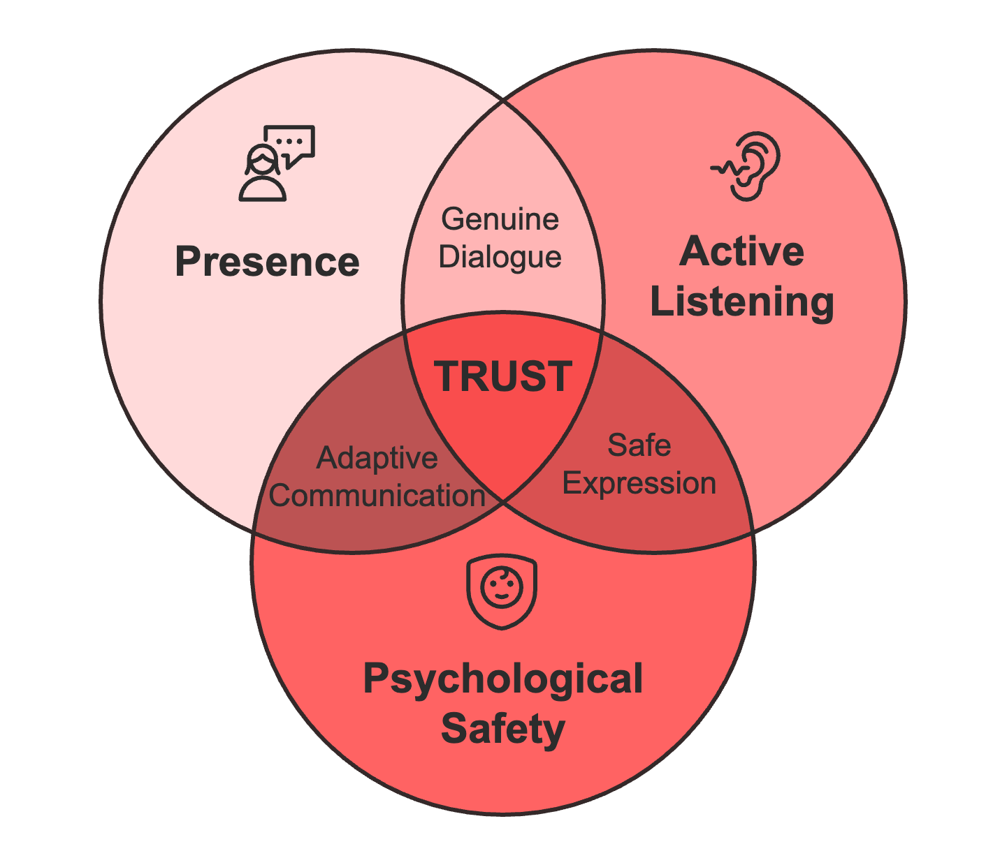 Presence
Genuine
Dialogue
Active
Listening
TRUST
Adaptive
Communication
Safe
Expression
Psychological
Safety